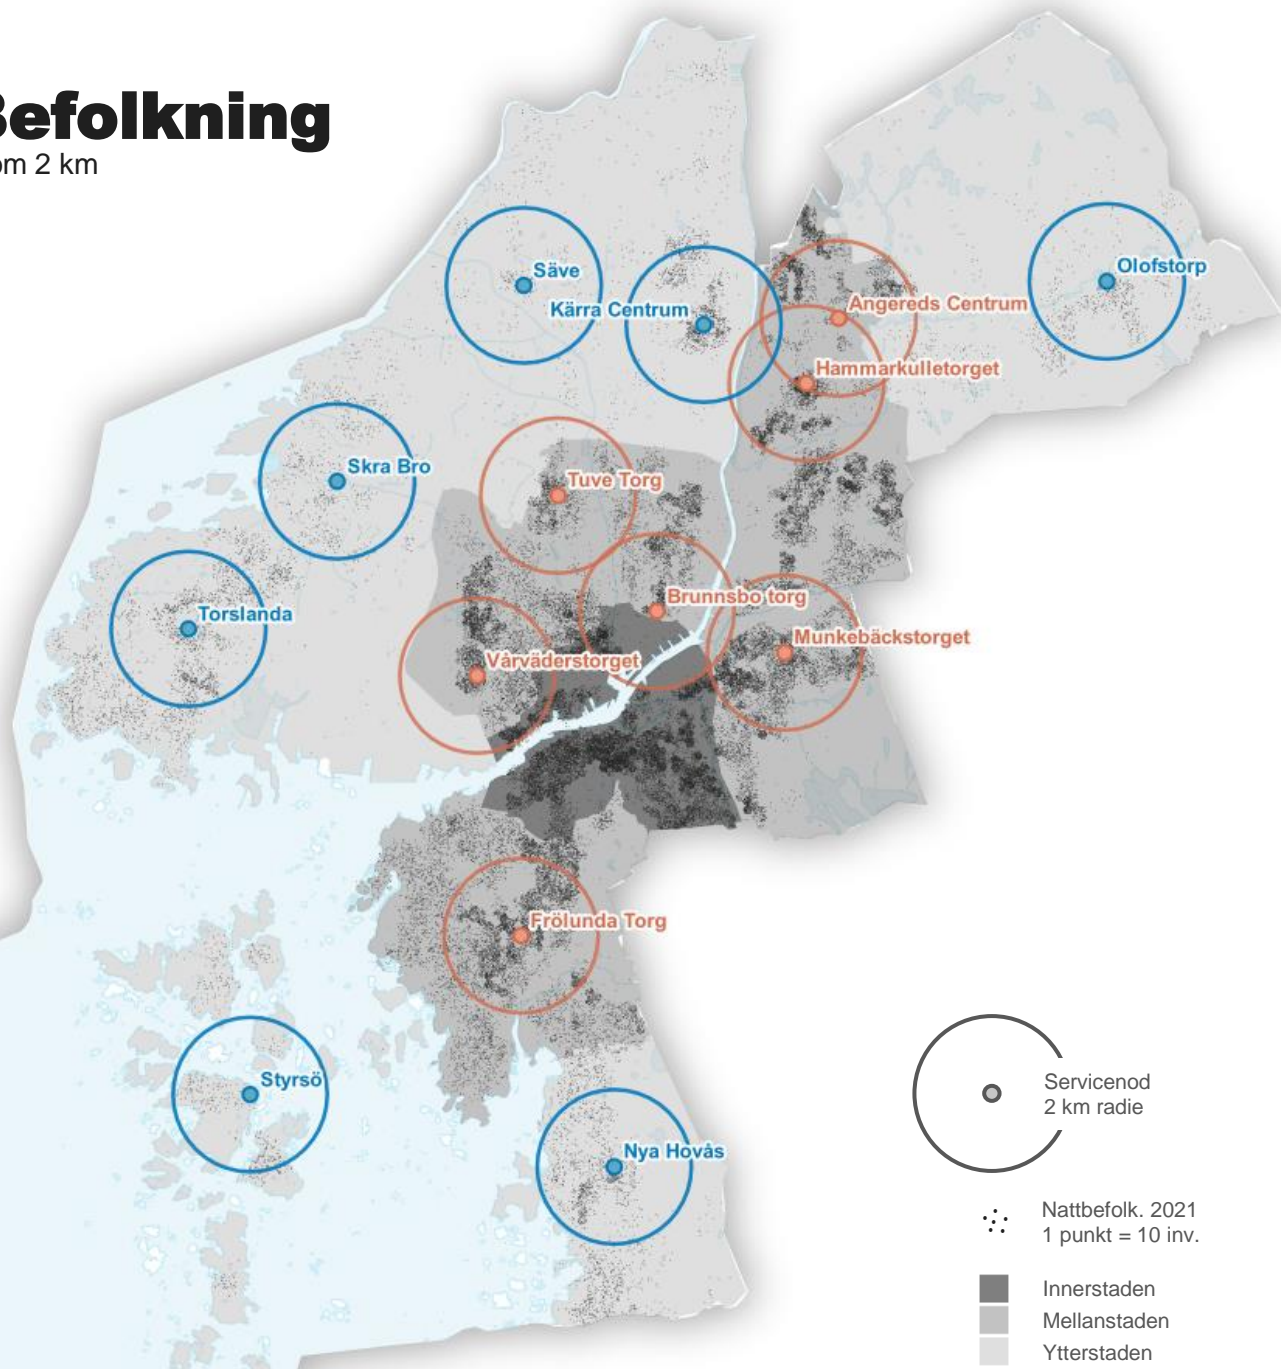 Befolkning
om 2 km
Säve
Kärra Centrum
Olofstorp
Angereds Centrum
Hammarkulletorget
Skra Bro
Tuve Torg
Torslanda
Brunnsbo torg
Munkebäckstorget
Vårväderstorget
Frölunda Torg
Styrsö
Nya Hovås
Servicenod
2 km radie
Nattbefolk. 2021
1 punkt = 10 inv.
Innerstaden
Mellanstaden
Ytterstaden